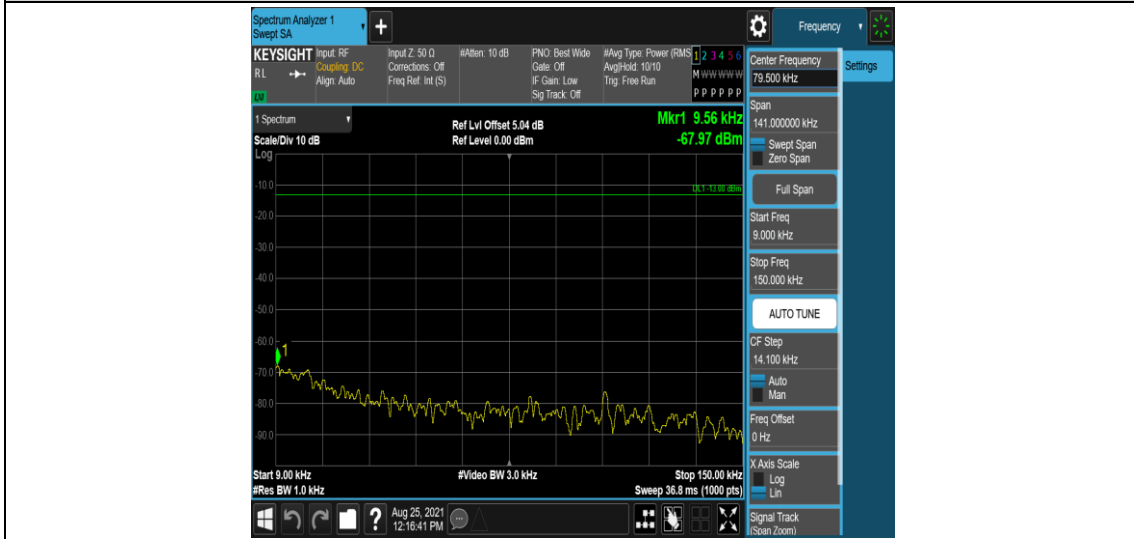 Spectrum Analyzer 1
Swept SA
+
Frequency
KEYSIGHT
RL
Input: RF
Coupling: DC
Align: Auto
Input Z: 50 Ω
Corrections: Off
Freq Ref: Int (S)
#Atten: 10 dB
PNO: Best Wide
Gate: Off
IF Gain: Low
Sig Track: Off
#Avg Type: Power (RMS
Avg|Hold: 10/10
Trig: Free Run
1 2 3 4 5 6
M W W W W W
P P P P P P
1 Spectrum
Scale/Div 10 dB
Log
Ref Lvl Offset 5.04 dB
Ref Level 0.00 dBm
Mkr1 9.56 kHz
-67.97 dBm
DL1 -13.00 dBm
-10.0
-20.0
-30.0
-40.0
-50.0
-60.0
-70.0
-80.0
-90.0
1
Start 9.00 kHz
#Res BW 1.0 kHz
#Video BW 3.0 kHz
Stop 150.00 kHz
Sweep 36.8 ms (1000 pts)
Aug 25, 2021
12:16:41 PM
?
Center Frequency
79.500 kHz
Settings
Span
141.000000 kHz
Swept Span
Zero Span
Full Span
Start Freq
9.000 kHz
Stop Freq
150.000 kHz
AUTO TUNE
CF Step
14.100 kHz
Auto
Man
Freq Offset
0 Hz
X Axis Scale
Log
Lin
Signal Track
(Span Zoom)